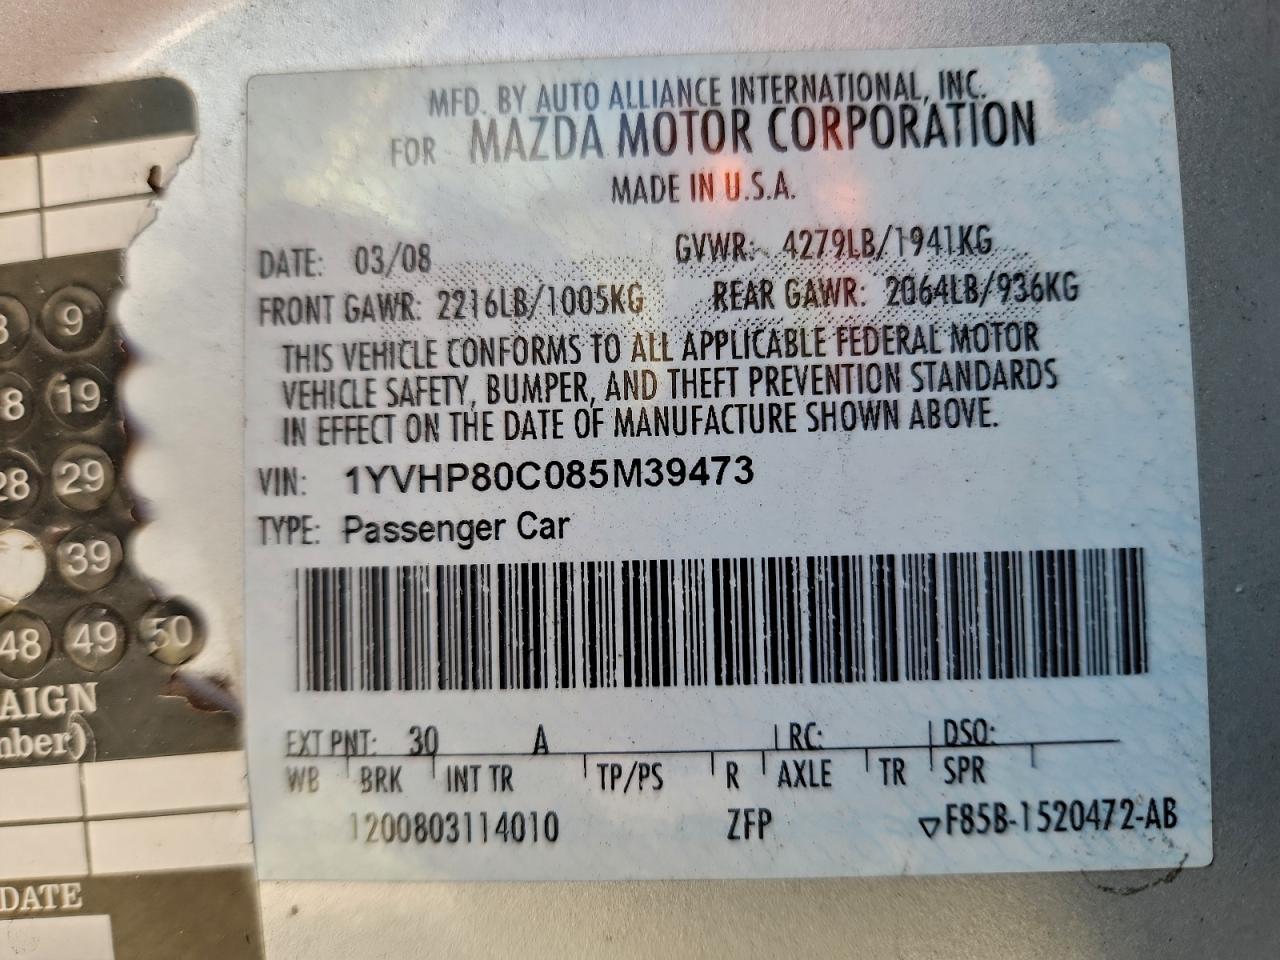 MFD. BY AUTO ALLIANCE INTERNATIONAL, INC.
FOR MAZDA MOTOR CORPORATION
MADE IN U.S.A.
DATE: 03/08 GVWR: 4279LB/1941KG
FRONT GAWR: 2216LB/1005KG REAR GAWR: 2064LB/936KG
THIS VEHICLE CONFORMS TO ALL APPLICABLE FEDERAL MOTOR
VEHICLE SAFETY, BUMPER, AND THEFT PREVENTION STANDARDS
IN EFFECT ON THE DATE OF MANUFACTURE SHOWN ABOVE.
VIN: 1YVHP80C085M39473
TYPE: Passenger Car
EXT PNT: 30 A RC: DSO:
WB BRK INT TR TP/PS R AXLE TR SPR
1200803114010 ZFP ▽F85B-1520472-AB
9
8 19
28 29
39
48 49 50
AIGN
nber)
DATE